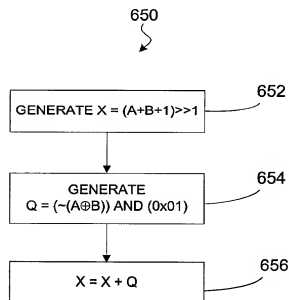 650
GENERATE X = (A+B+1)>>1
652
GENERATE
Q = (~(A⊕B)) AND (0x01)
654
X = X + Q
656